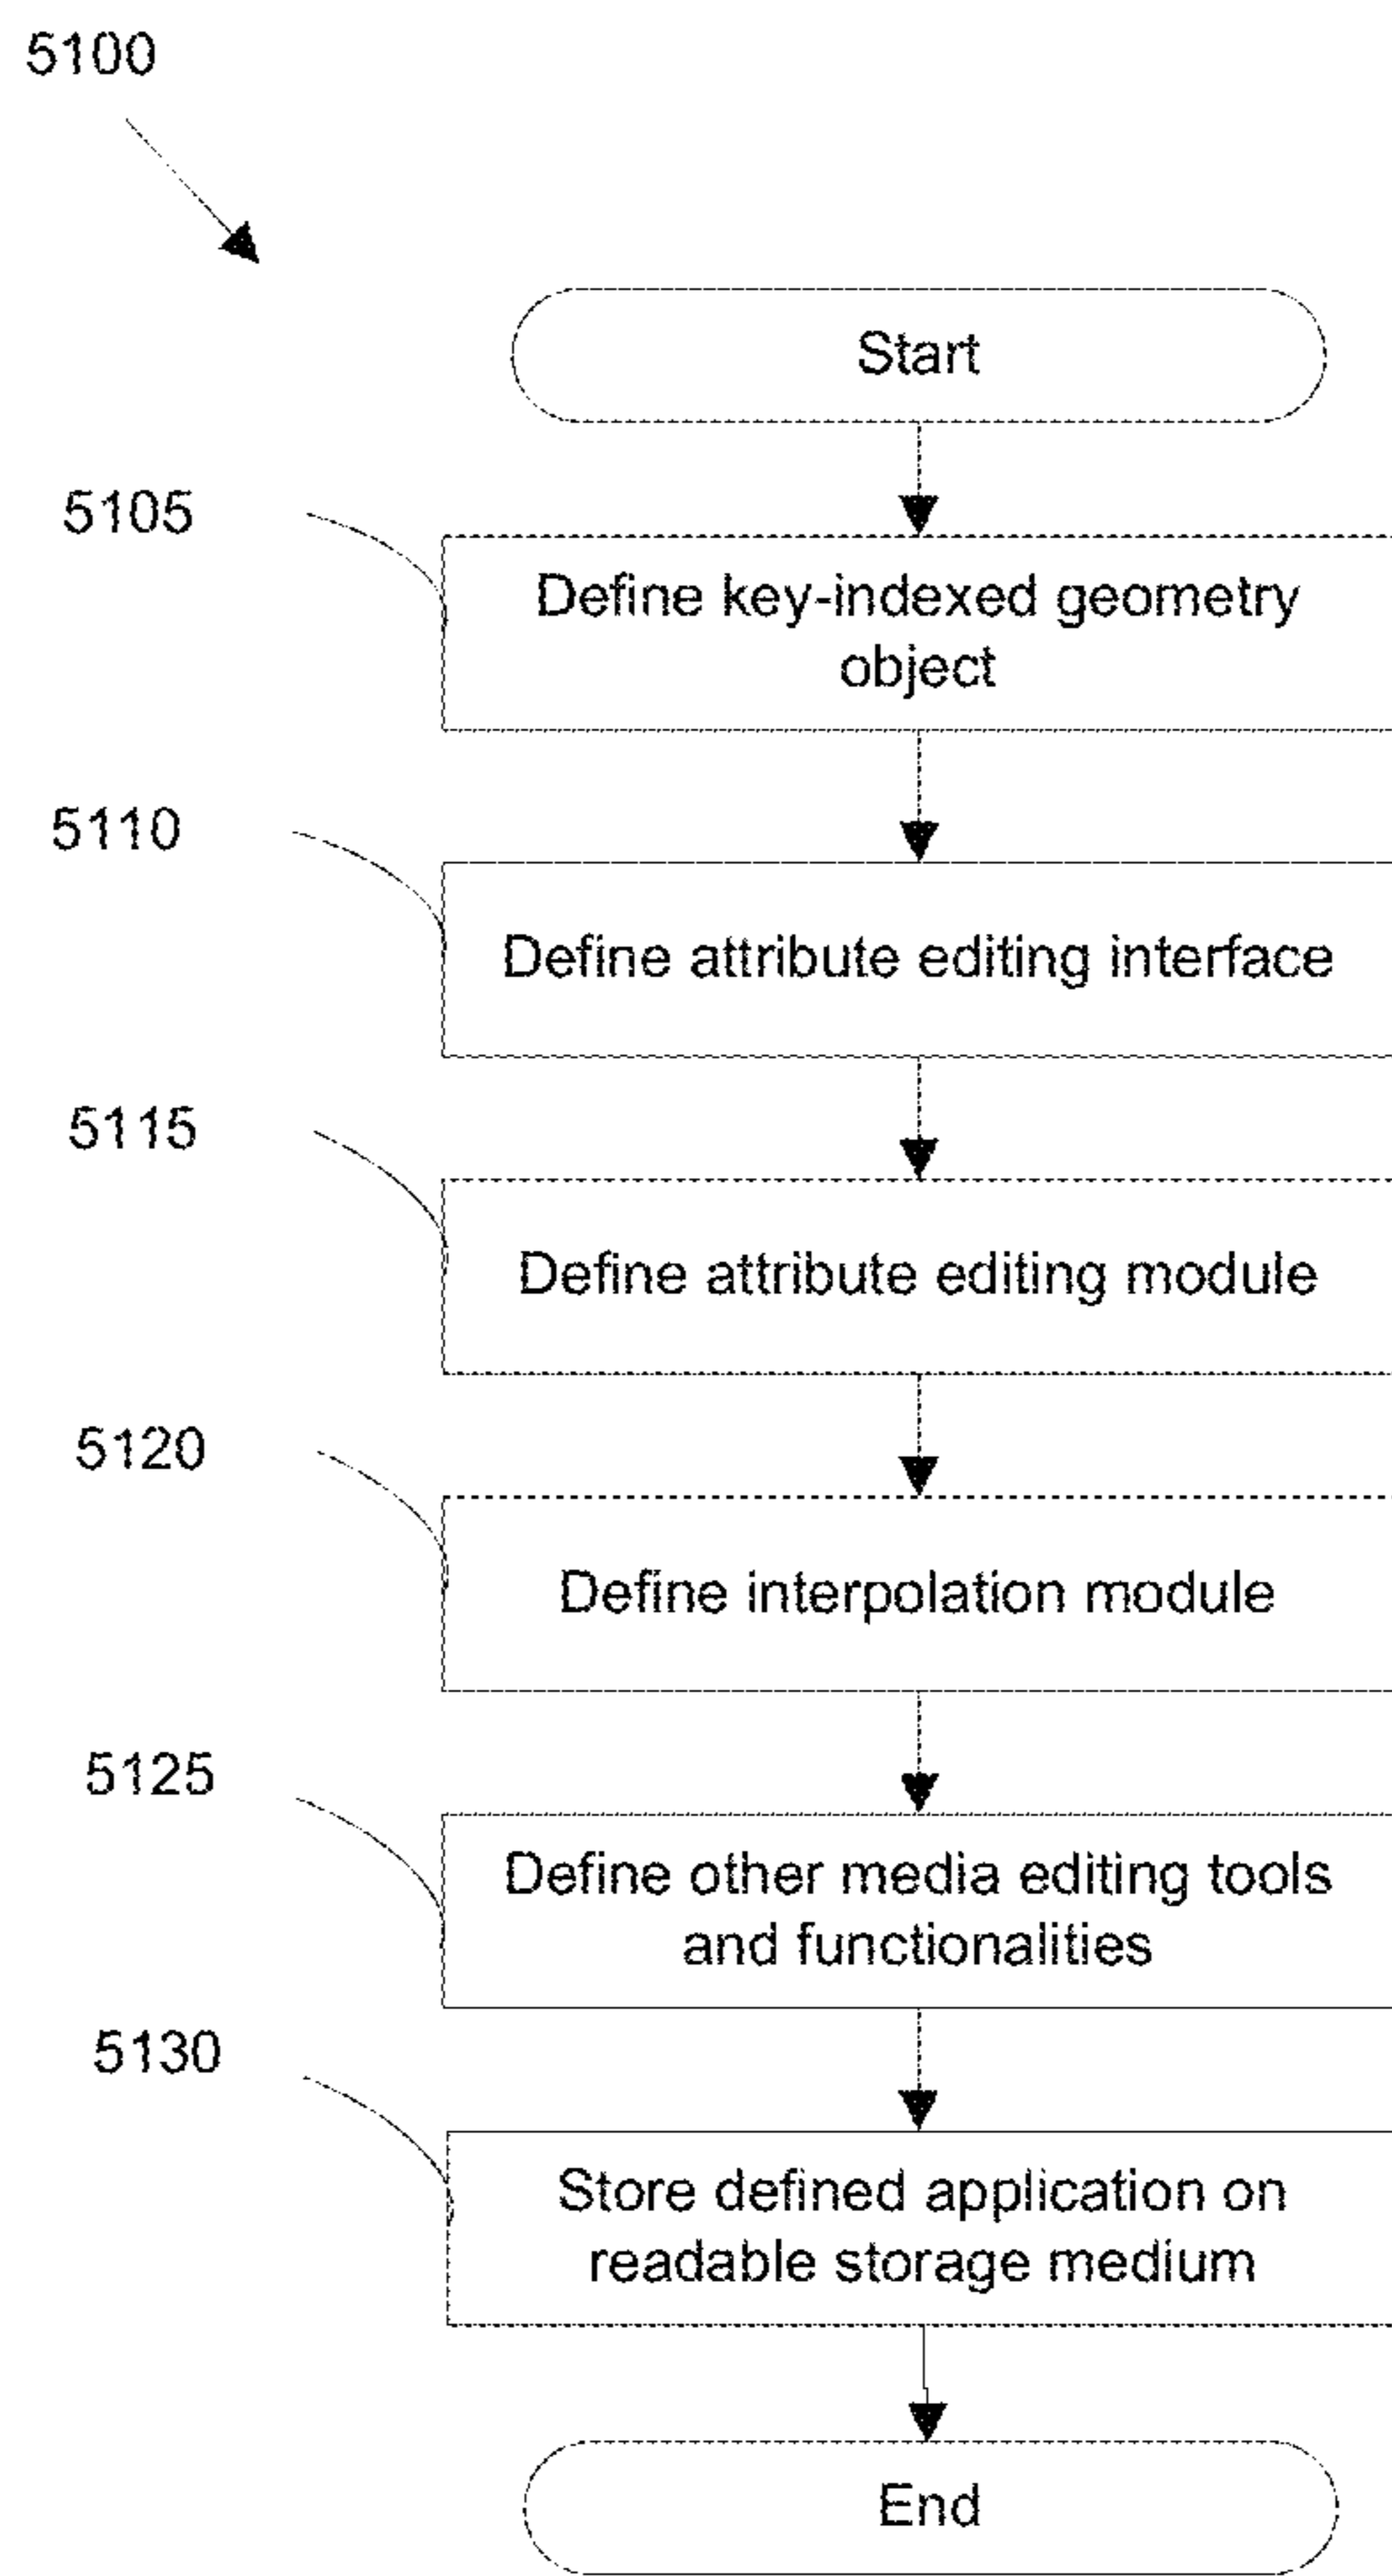 5100
Start
5105
Define key-indexed geometry
object
5110
Define attribute editing interface
5115
Define attribute editing module
5120
Define interpolation module
5125
Define other media editing tools
and functionalities
5130
Store defined application on
readable storage medium
End